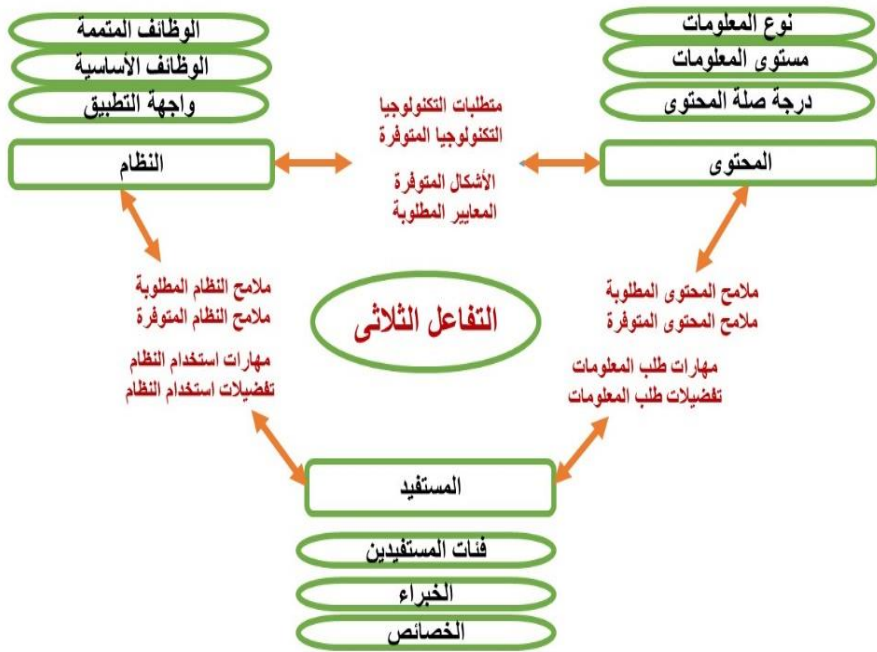 نوع المعلومات
مستوى المعلومات
درجة صلة المحتوى
المحتوى
الوظائف المتممة
الوظائف الأساسية
واجهة التطبيق
النظام
متطلبات التكنولوجيا
التكنولوجيا المتوفرة
الأشكال المتوفرة
المعايير المطلوبة
ملامح المحتوى المطلوبة
ملامح المحتوى المتوفرة
مهارات طلب المعلومات
تفضيلات طلب المعلومات
التفاعل الثلاثى
ملامح النظام المطلوبة
ملامح النظام المتوفرة
مهارات استخدام النظام
تفضيلات استخدام النظام
المستفيد
فئات المستفيدين
الخبراء
الخصائص